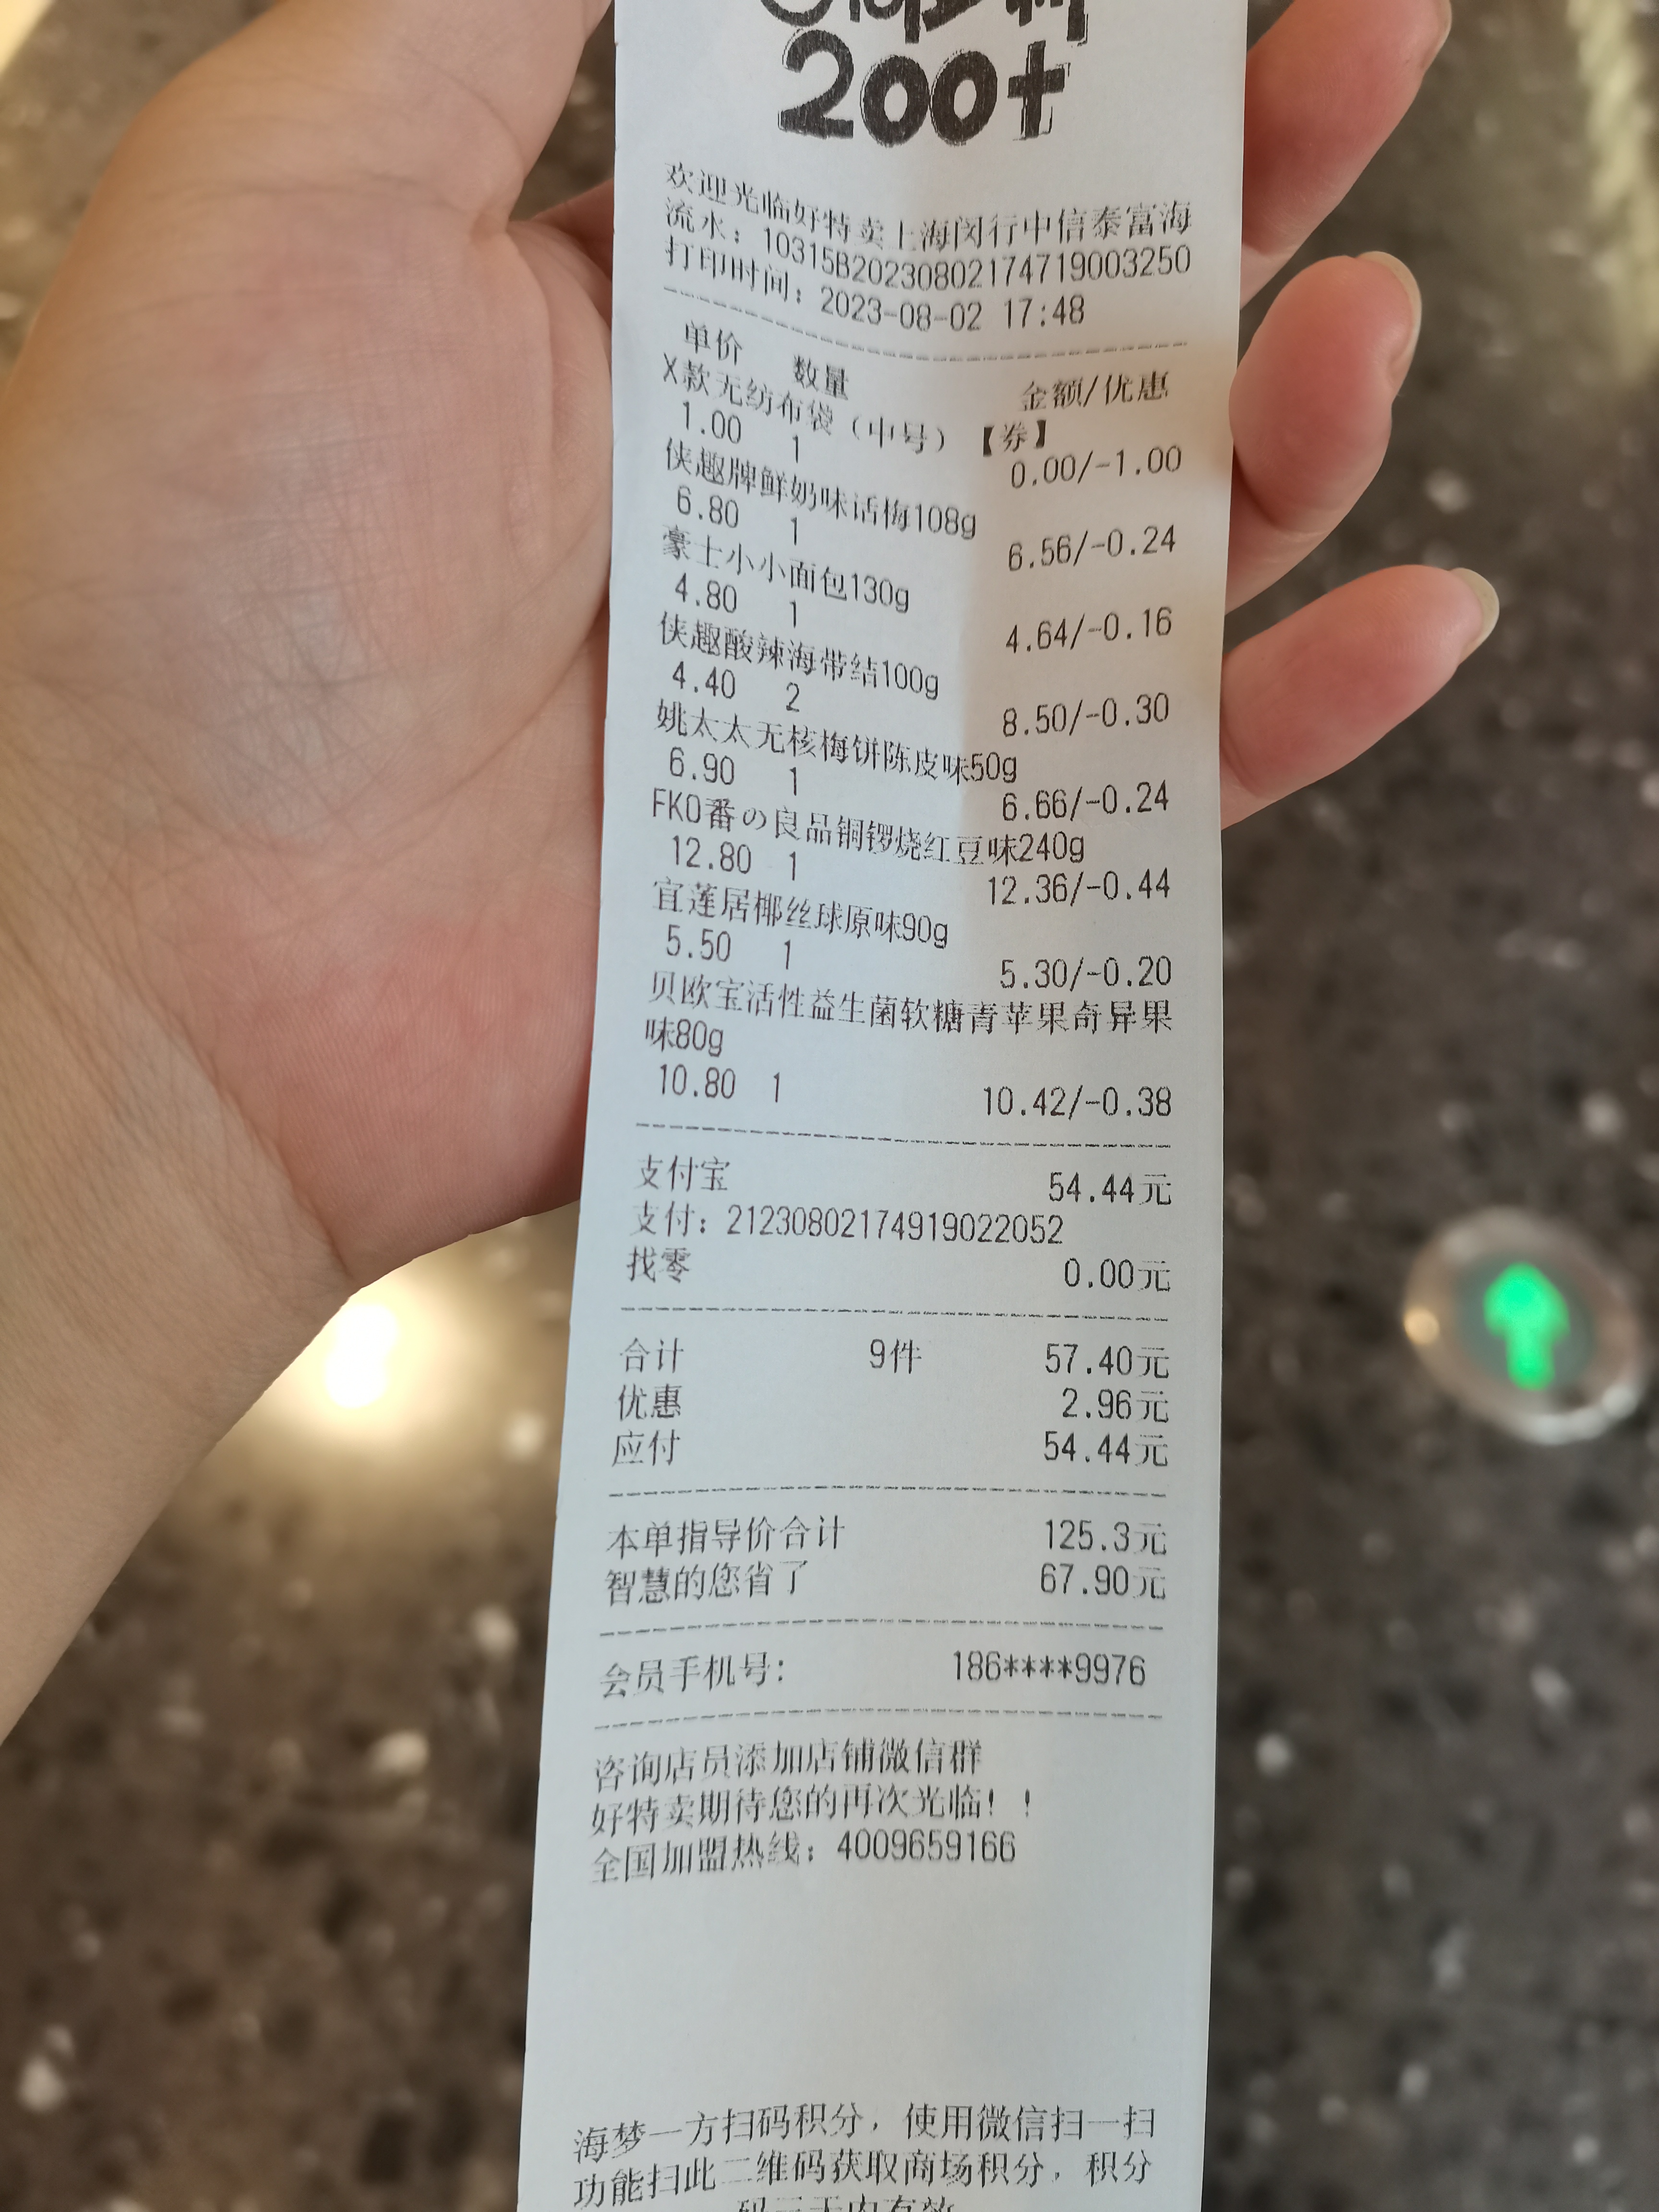 200+
欢迎光临好特卖上海闵行中信泰富海
流水：10315B20230802174719003250
打印时间：2023-08-02 17:48
单价 数量 金额/优惠
X款无纺布袋（中号）【券】
1.00 1 0.00/-1.00
侠趣牌鲜奶味话梅108g
6.80 1 6.56/-0.24
豪士小小面包130g
4.80 1 4.64/-0.16
侠趣酸辣海带结100g
4.40 2 8.50/-0.30
姚太太无核梅饼陈皮味50g
6.90 1 6.66/-0.24
FKO番の良品铜锣烧红豆味240g
12.80 1 12.36/-0.44
宜莲居椰丝球原味90g
5.50 1 5.30/-0.20
贝欧宝活性益生菌软糖青苹果奇异果
味80g
10.80 1 10.42/-0.38
支付宝 54.44元
支付：21230802174919022052
找零 0.00元
合计 9件 57.40元
优惠 2.96元
应付 54.44元
本单指导价合计 125.3元
智慧的您省了 67.90元
会员手机号： 186****9976
咨询店员添加店铺微信群
好特卖期待您的再次光临！！
全国加盟热线：4009659166
海梦一方扫码积分，使用微信扫一扫
功能扫此二维码获取商场积分，积分